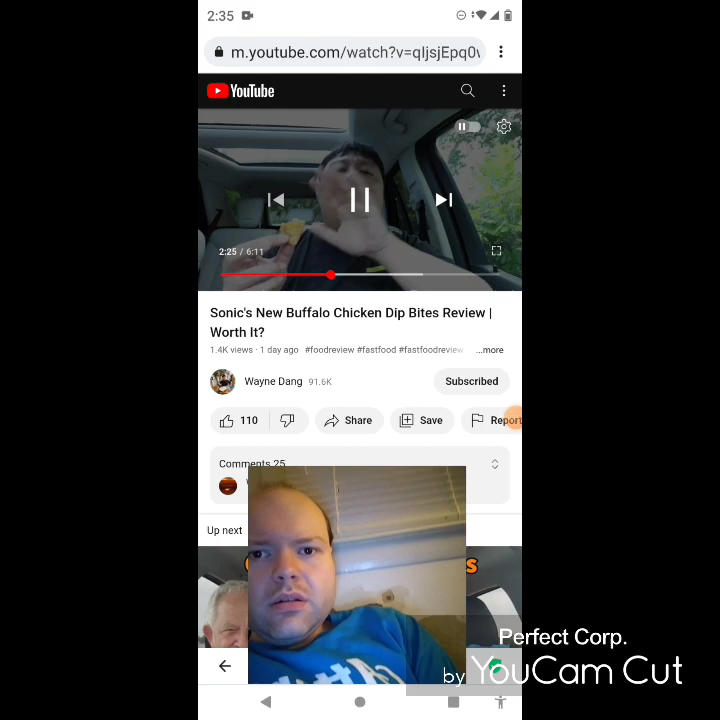 2:35
m.youtube.com/watch?v=qIjsjEpq0
YouTube
2:25 / 6:11
Sonic's New Buffalo Chicken Dip Bites Review |
Worth It?
1.4K views · 1 day ago #foodreview #fastfood #fastfoodreview ...more
Wayne Dang 91.6K
Subscribed
110
Share
Save
Report
Comments 25
Up next
S
Perfect Corp.
by YouCam Cut